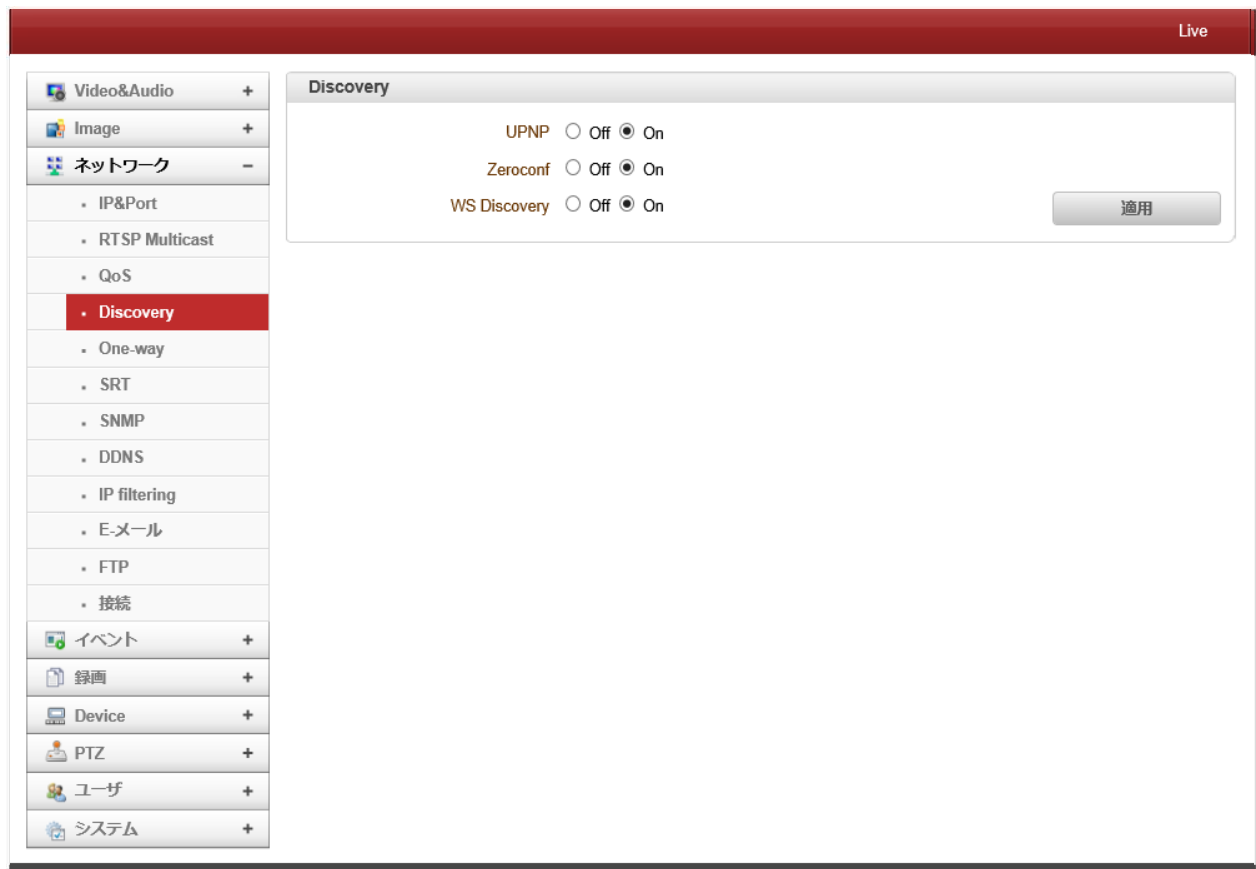 Live
Video&Audio +
Image +
ネットワーク -
IP&Port
RTSP Multicast
QoS
Discovery
One-way
SRT
SNMP
DDNS
IP filtering
E-メール
FTP
接続
イベント +
録画 +
Device +
PTZ +
ユーザ +
システム +
Discovery
UPNP Off On
Zeroconf Off On
WS Discovery Off On
適用